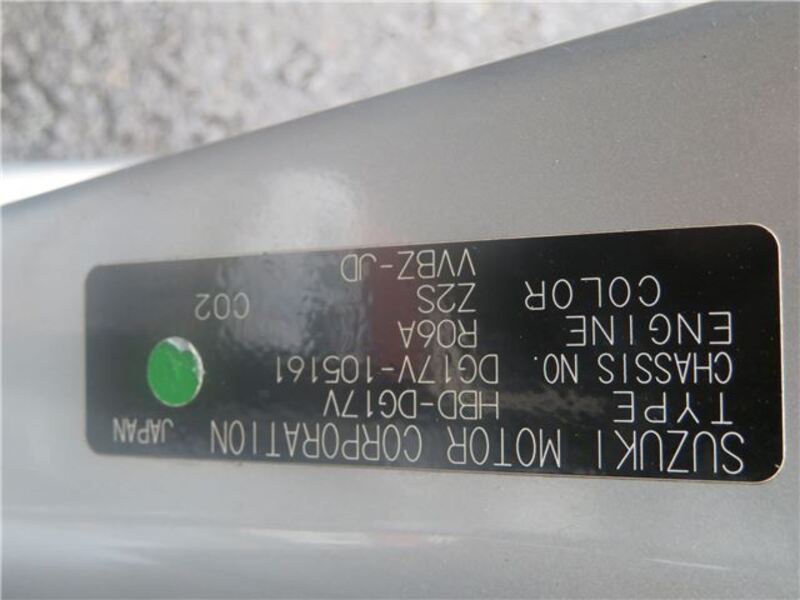 SUZUKI MOTOR CORPORATION JAPAN
TYPE HBD-DG17V
CHASSIS NO. DG17V-105161
ENGINE R06A
COLOR Z2S C02
VVBZ-JD